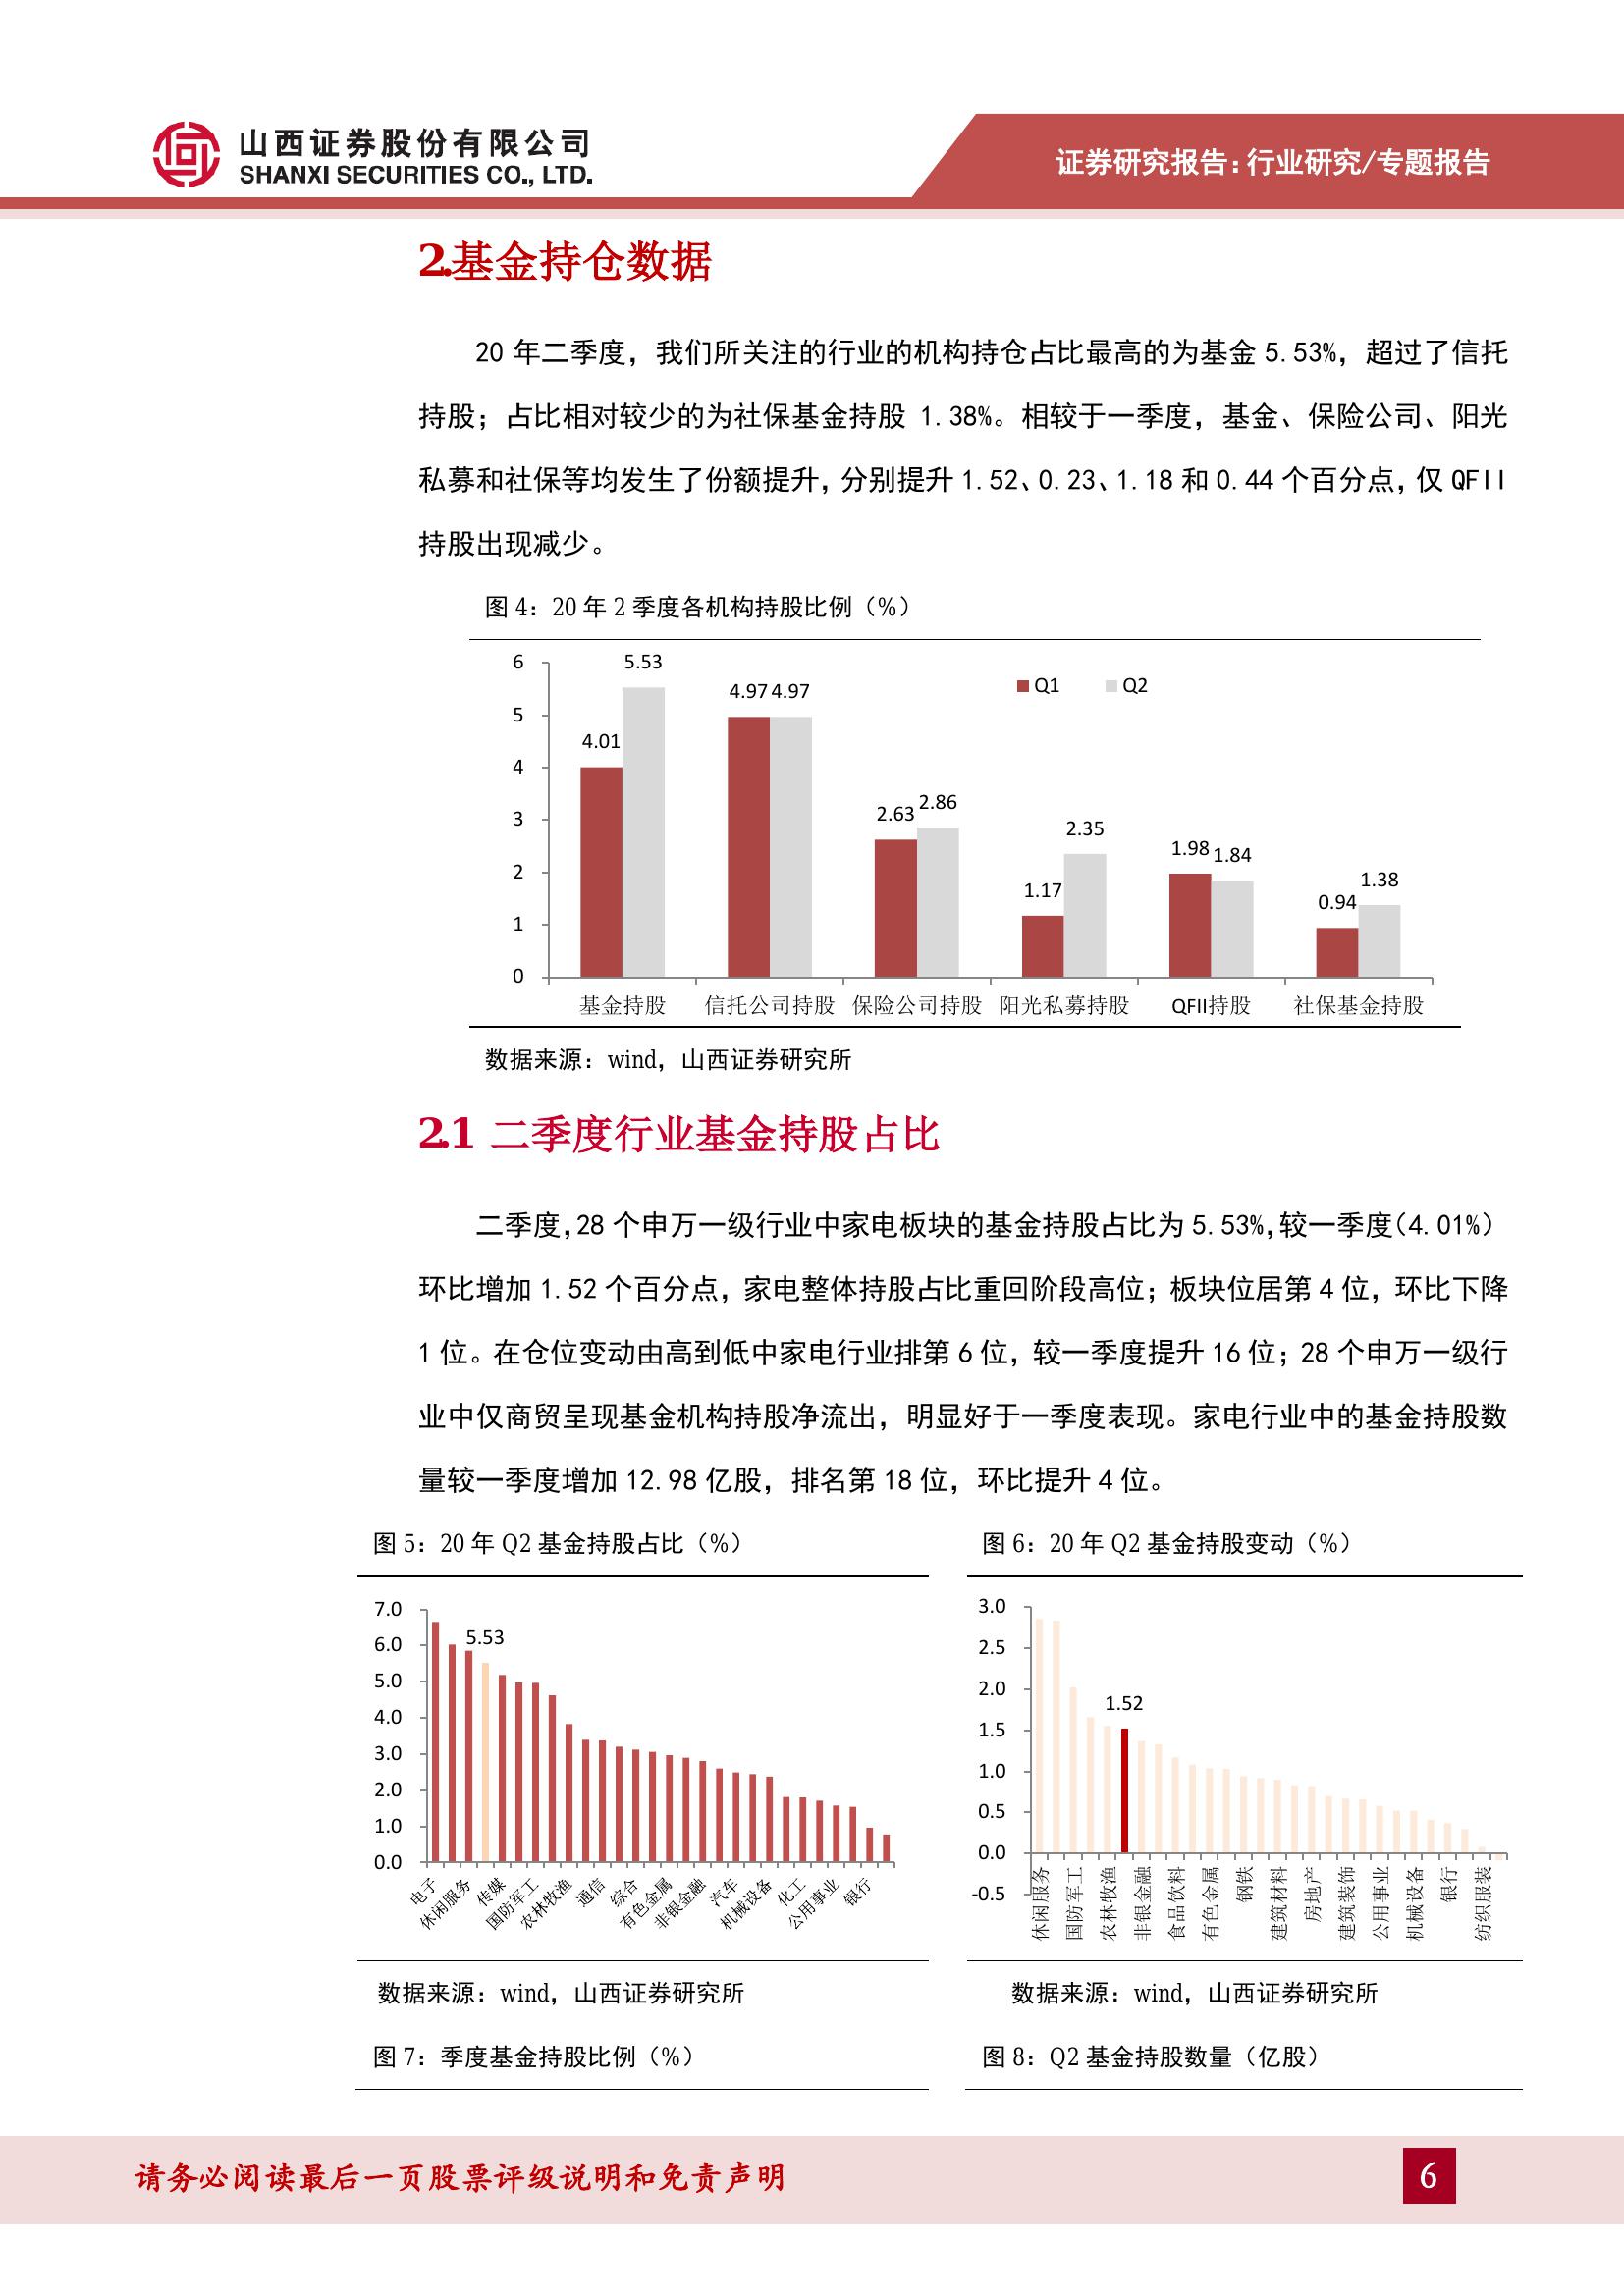 山西证券股份有限公司
SHANXI SECURITIES CO., LTD.
证券研究报告:行业研究/专题报告
2.基金持仓数据
20 年二季度，我们所关注的行业的机构持仓占比最高的为基金 5.53%，超过了信托
持股；占比相对较少的为社保基金持股 1.38%。相较于一季度，基金、保险公司、阳光
私募和社保等均发生了份额提升，分别提升 1.52、0.23、1.18 和 0.44 个百分点，仅 QFII
持股出现减少。
图 4：20 年 2 季度各机构持股比例（%）
6
5
4
3
2
1
0
Q1 Q2
4.01 5.53
4.97 4.97
2.63 2.86
1.17 2.35
1.98 1.84
0.94 1.38
基金持股 信托公司持股 保险公司持股 阳光私募持股 QFII持股 社保基金持股
数据来源：wind，山西证券研究所
2.1 二季度行业基金持股占比
二季度，28 个申万一级行业中家电板块的基金持股占比为 5.53%，较一季度（4.01%）
环比增加 1.52 个百分点，家电整体持股占比重回阶段高位；板块位居第 4 位，环比下降
1 位。在仓位变动由高到低中家电行业排第 6 位，较一季度提升 16 位；28 个申万一级行
业中仅商贸呈现基金机构持股净流出，明显好于一季度表现。家电行业中的基金持股数
量较一季度增加 12.98 亿股，排名第 18 位，环比提升 4 位。
图 5：20 年 Q2 基金持股占比（%）
7.0
6.0
5.0
4.0
3.0
2.0
1.0
0.0
5.53
电子 休闲服务 传媒 国防军工 农林牧渔 通信 综合 有色金属 非银金融 汽车 机械设备 化工 公用事业 银行
数据来源：wind，山西证券研究所
图 6：20 年 Q2 基金持股变动（%）
3.0
2.5
2.0
1.5
1.0
0.5
0.0
-0.5
1.52
休闲服务 国防军工 农林牧渔 非银金融 食品饮料 有色金属 钢铁 建筑材料 房地产 建筑装饰 公用事业 机械设备 银行 纺织服装
数据来源：wind，山西证券研究所
图 7：季度基金持股比例（%）
图 8：Q2 基金持股数量（亿股）
请务必阅读最后一页股票评级说明和免责声明
6